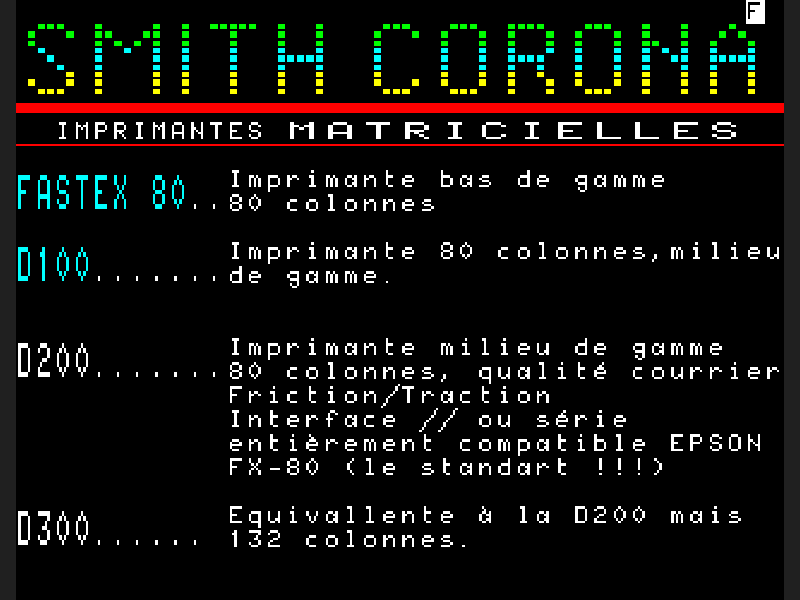 F
SMITH CORONA
IMPRIMANTES MATRICIELLES
FASTEX 80..Imprimante bas de gamme
80 colonnes
D100.......Imprimante 80 colonnes,milieu
de gamme.
D200.......Imprimante milieu de gamme
80 colonnes, qualité courrier
Friction/Traction
Interface // ou série
entièrement compatible EPSON
FX-80 (le standart !!!)
D300...... Equivallente à la D200 mais
132 colonnes.